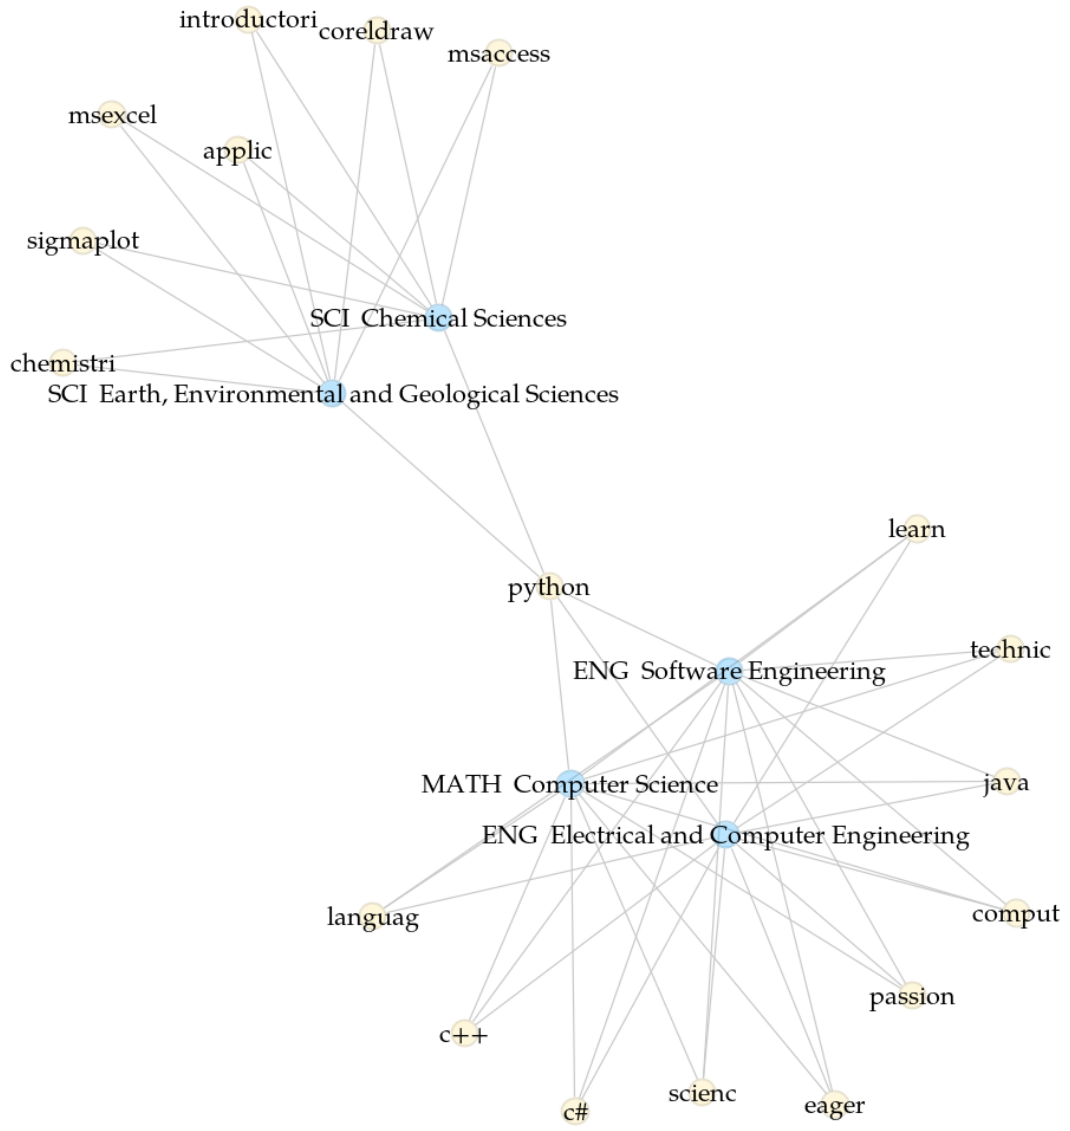 introductori
coreldraw
msaccess
msexcel
applic
sigmaplot
SCI Chemical Sciences
chemistri
SCI Earth, Environmental and Geological Sciences
learn
python
technic
ENG Software Engineering
MATH Computer Science
java
ENG Electrical and Computer Engineering
languag
comput
passion
c++
scienc
eager
c#